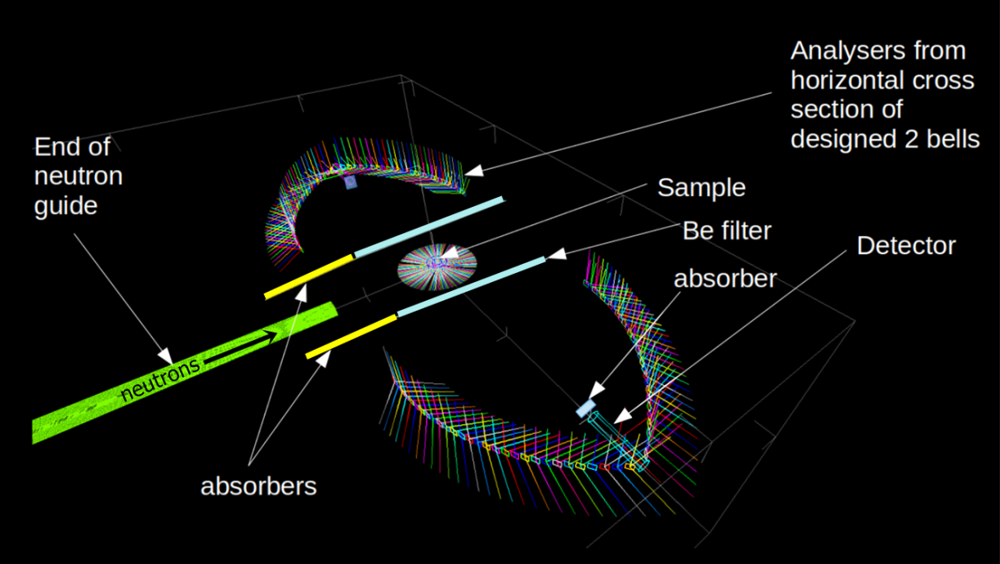 Analysers from
horizontal cross
section of
designed 2 bells
End of
neutron
guide
Sample
Be filter
Detector
absorber
neutrons
absorbers